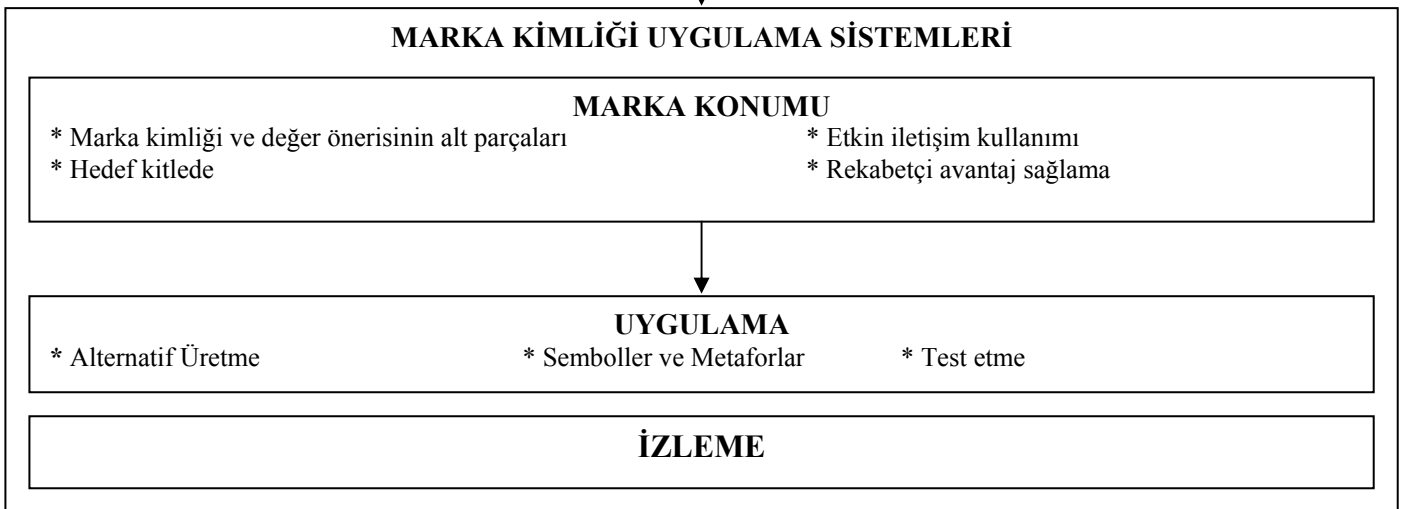 MARKA KİMLİĞİ UYGULAMA SİSTEMLERİ
MARKA KONUMU
* Marka kimliği ve değer önerisinin alt parçaları * Etkin iletişim kullanımı
* Hedef kitlede * Rekabetçi avantaj sağlama
UYGULAMA
* Alternatif Üretme * Semboller ve Metaforlar * Test etme
İZLEME